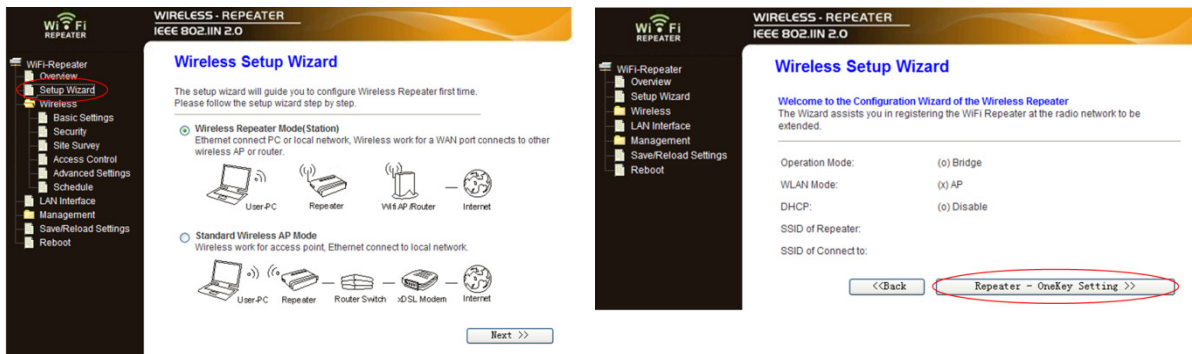 Wi Fi
REPEATER
WIRELESS - REPEATER
IEEE 802.11N 2.0
WiFi-Repeater
Overview
Setup Wizard
Wireless
Basic Settings
Security
Site Survey
Access Control
Advanced Settings
Schedule
LAN Interface
Management
Save/Reload Settings
Reboot
Wireless Setup Wizard
The setup wizard will guide you to configure Wireless Repeater first time.
Please follow the setup wizard step by step.
Wireless Repeater Mode(Station)
Ethernet connect PC or local network, Wireless work for a WAN port connects to other
wireless AP or router.
User-PC Repeater Wifi AP /Router Internet
Standard Wireless AP Mode
Wireless work for access point, Ethernet connect to local network.
User-PC Repeater Router Switch xDSL Modem Internet
Next >>
Wi Fi
REPEATER
WIRELESS - REPEATER
IEEE 802.11N 2.0
WiFi-Repeater
Overview
Setup Wizard
Wireless
LAN Interface
Management
Save/Reload Settings
Reboot
Wireless Setup Wizard
Welcome to the Configuration Wizard of the Wireless Repeater
The Wizard assists you in registering the WiFi Repeater at the radio network to be
extended.
Operation Mode: (o) Bridge
WLAN Mode: (x) AP
DHCP: (o) Disable
SSID of Repeater:
SSID of Connect to:
<<Back Repeater - OneKey Setting >>